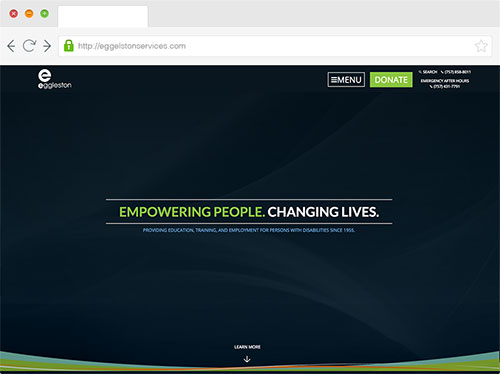 http://eggelstonservices.com
e
eggleston
MENU
DONATE
SEARCH (757) 858-8011
EMERGENCY AFTER HOURS
(757) 431-7791
EMPOWERING PEOPLE. CHANGING LIVES.
PROVIDING EDUCATION, TRAINING, AND EMPLOYMENT FOR PERSONS WITH DISABILITIES SINCE 1955.
LEARN MORE